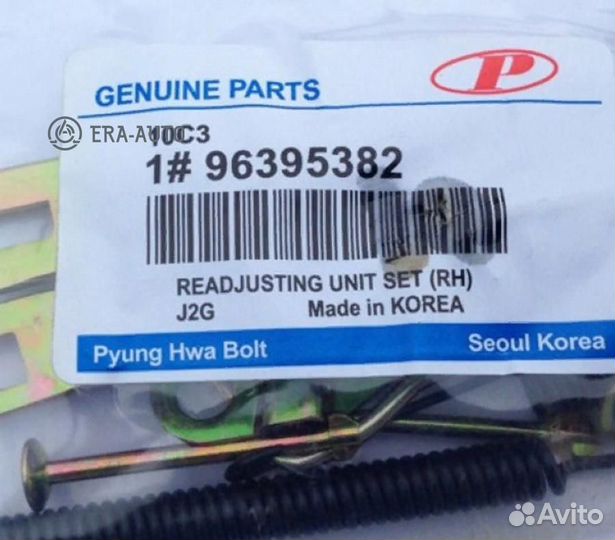 GENUINE PARTS
P
ERA-AUTO
10C3
1# 96395382
READJUSTING UNIT SET (RH)
J2G Made in KOREA
Pyung Hwa Bolt Seoul Korea
Avito